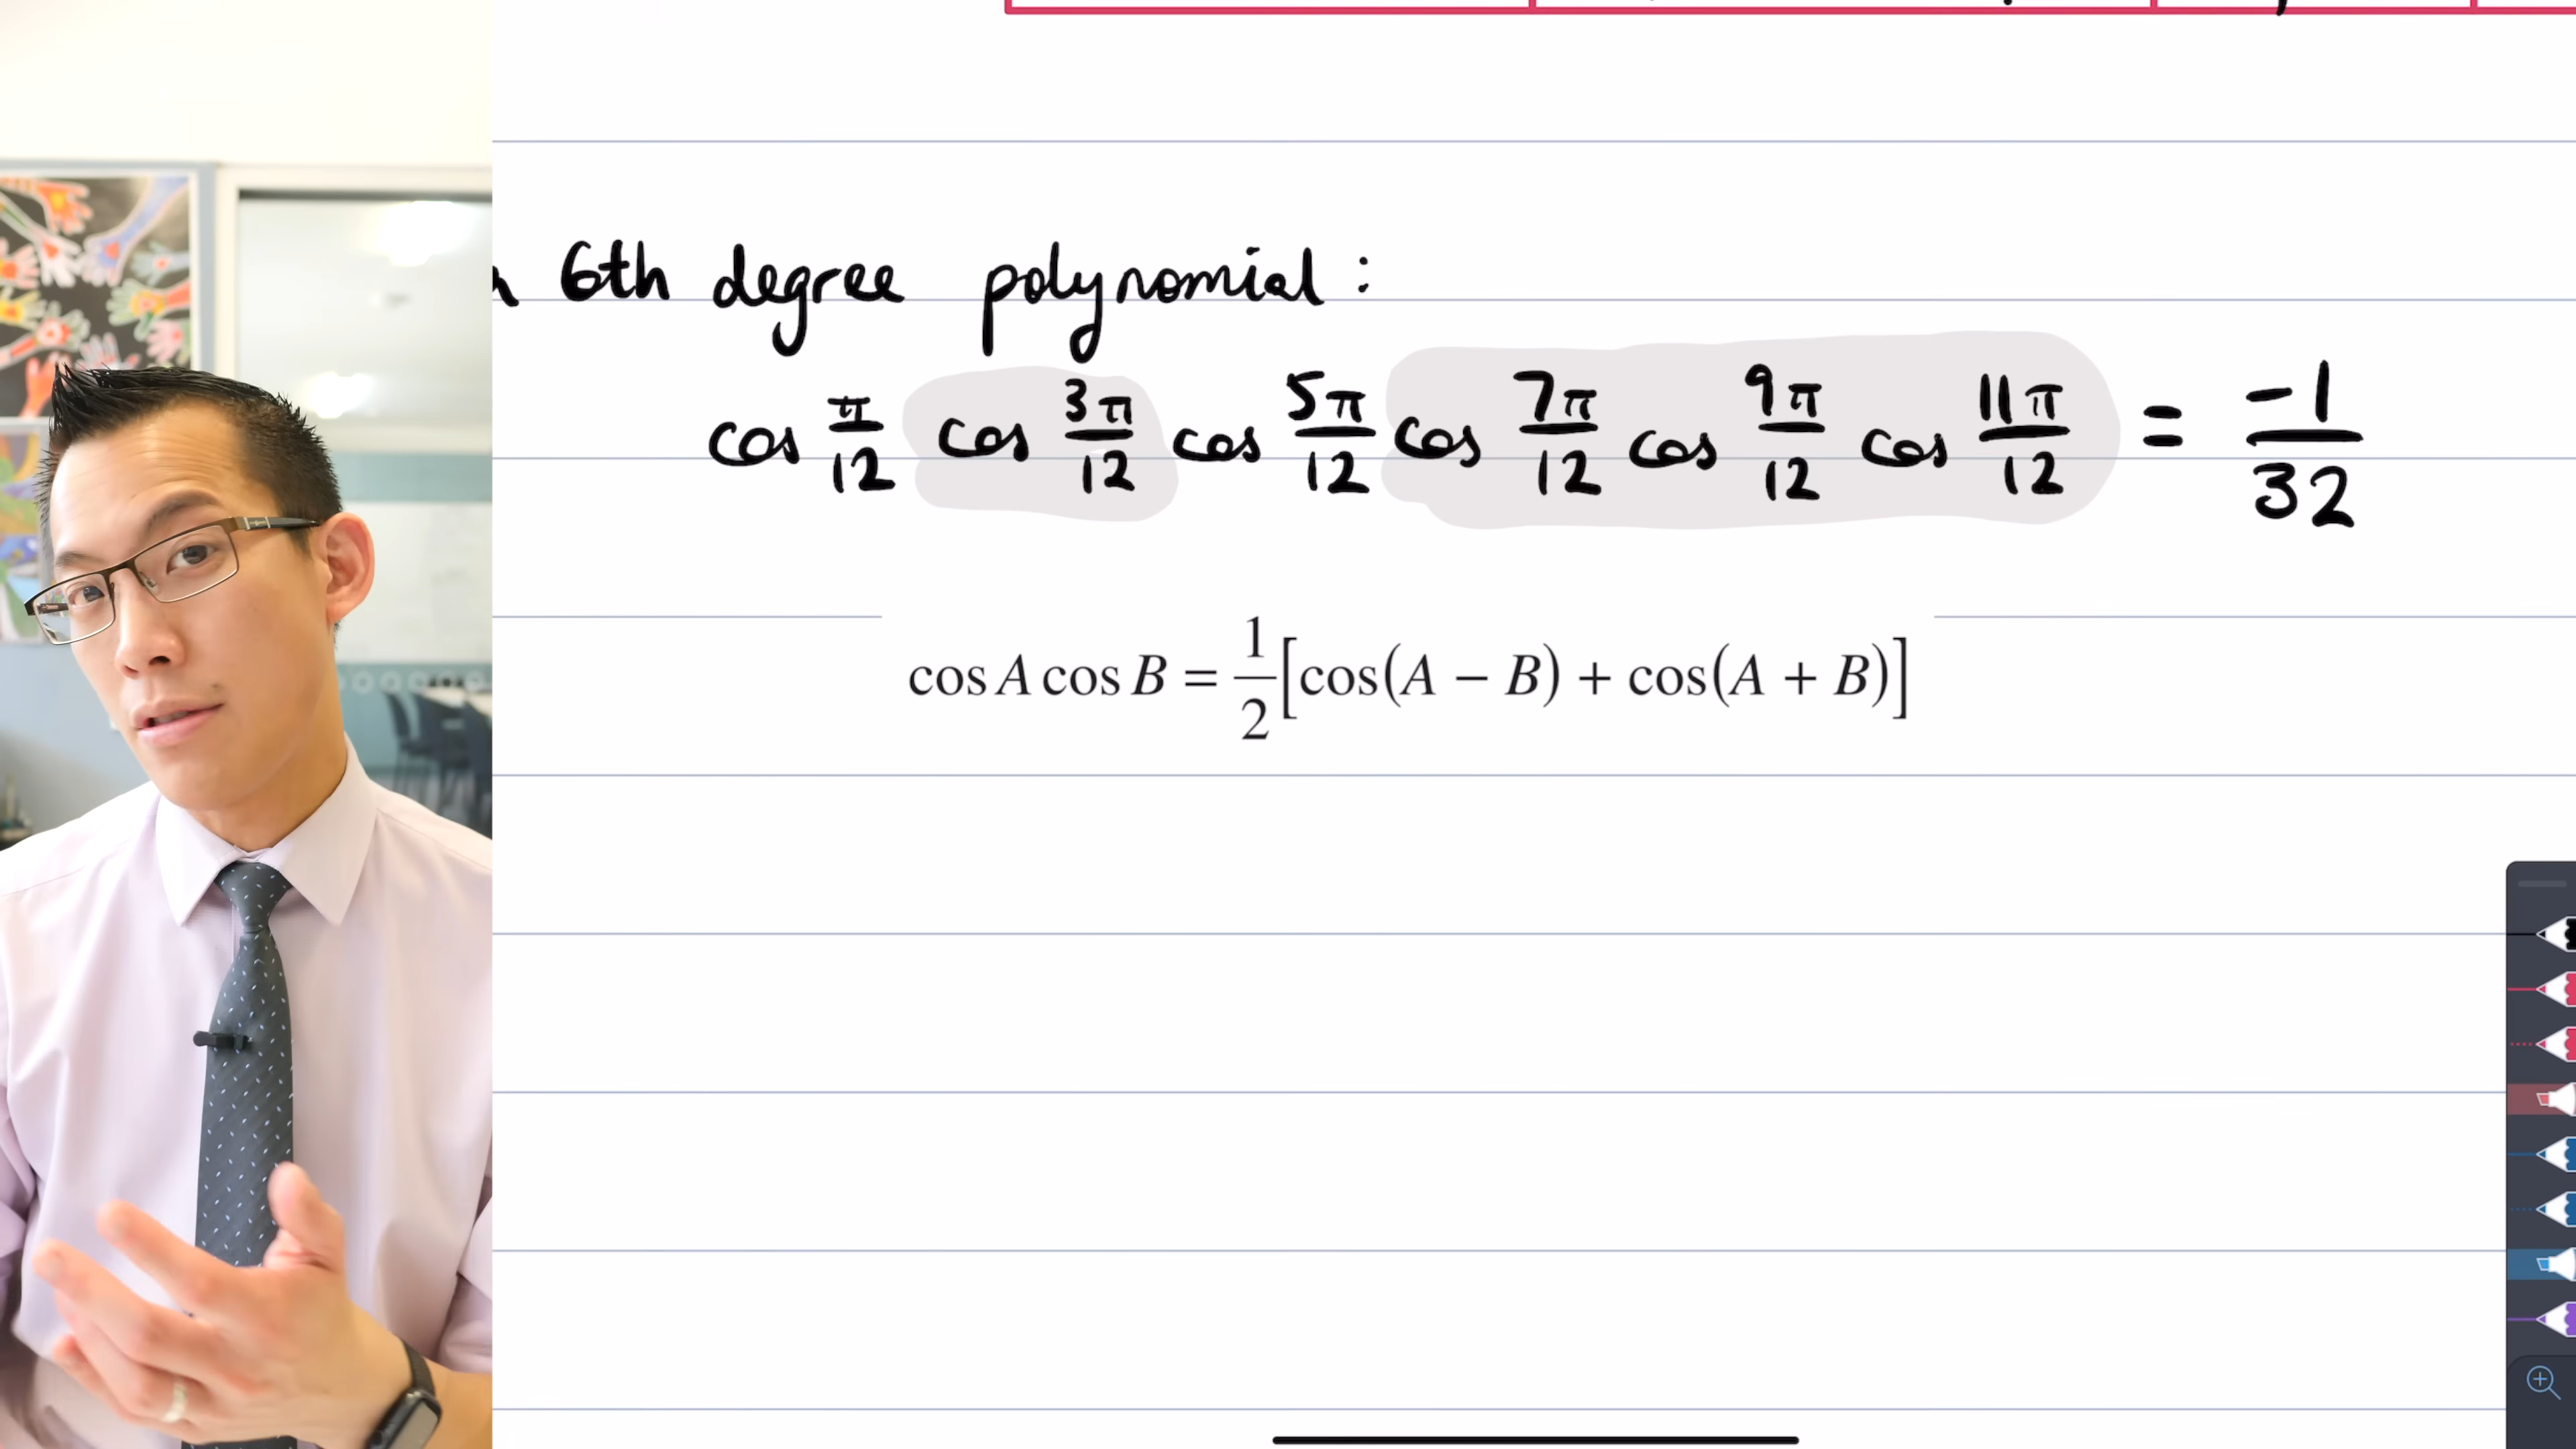 6th degree polynomial :
cos π/12 cos 3π/12 cos 5π/12 cos 7π/12 cos 9π/12 cos 11π/12 = -1/32
cos A cos B = 1/2 [cos(A − B) + cos(A + B)]